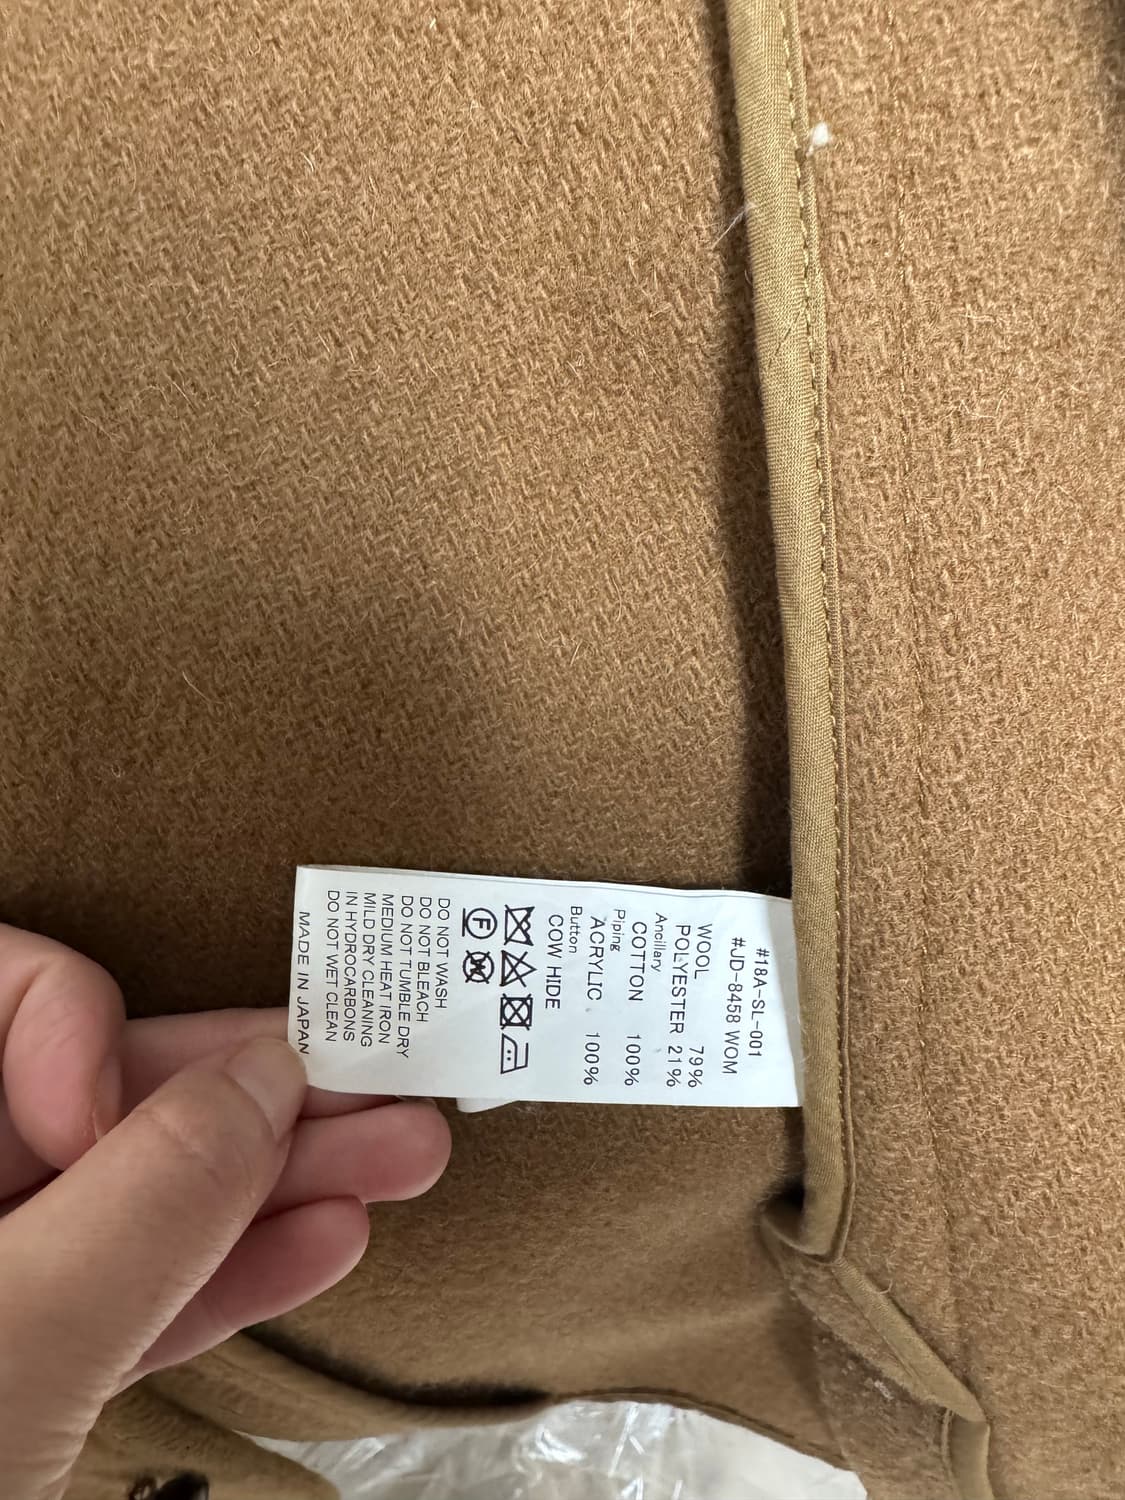 #18A-SL-001
#JD-8458 WOM
WOOL 79%
POLYESTER 21%
Ancillary
COTTON 100%
Piping
ACRYLIC 100%
Button
COW HIDE
F W
DO NOT WASH
DO NOT BLEACH
DO NOT TUMBLE DRY
MEDIUM HEAT IRON
MILD DRY CLEANING
IN HYDROCARBONS
DO NOT WET CLEAN
MADE IN JAPAN